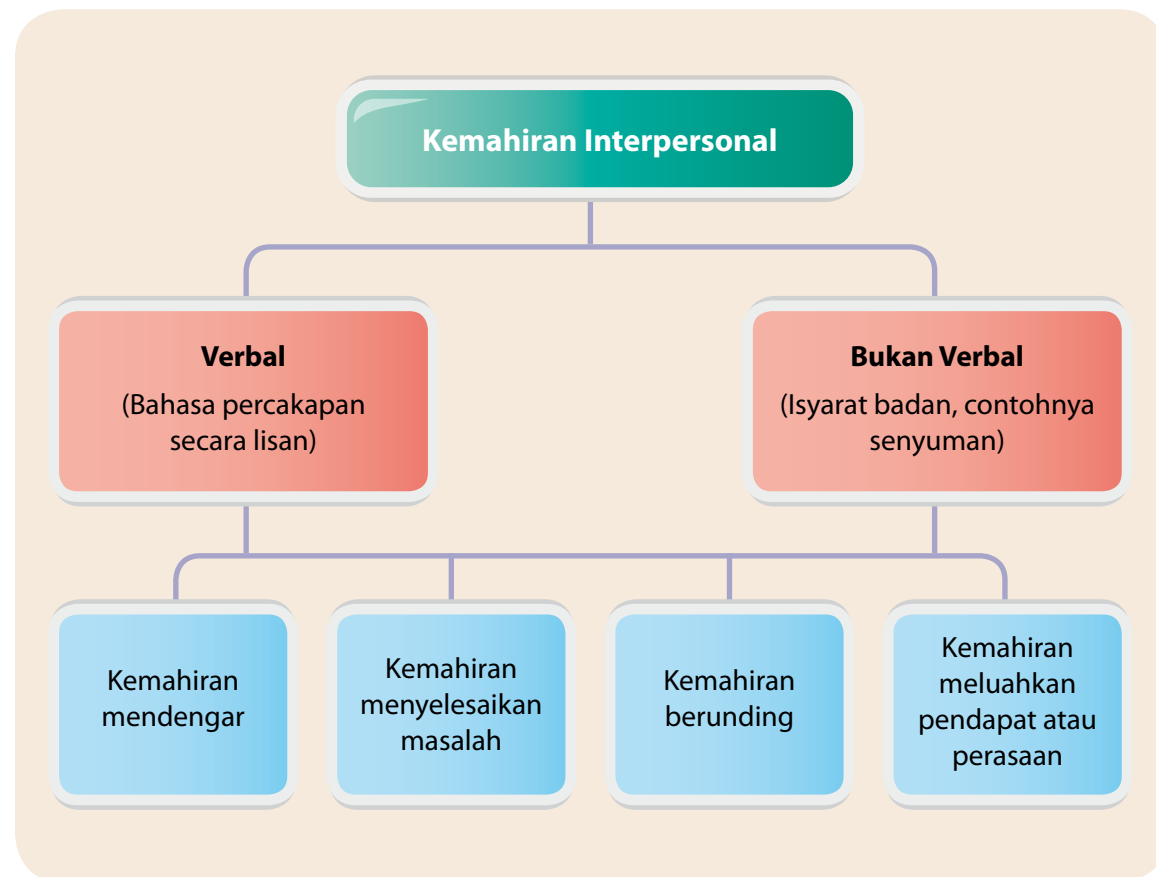 Kemahiran Interpersonal
Verbal
(Bahasa percakapan
secara lisan)
Bukan Verbal
(Isyarat badan, contohnya
senyuman)
Kemahiran
mendengar
Kemahiran
menyelesaikan
masalah
Kemahiran
berunding
Kemahiran
meluahkan
pendapat atau
perasaan